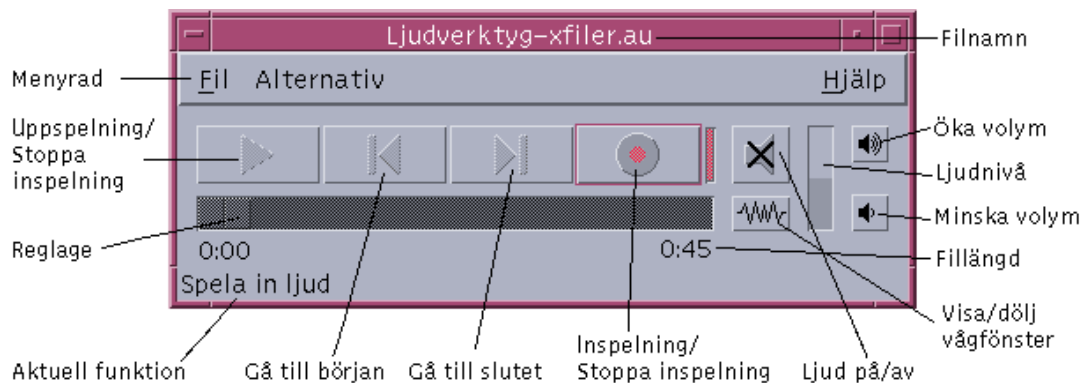 Ljudverktyg–xfiler.au
Filnamn
Menyrad
Fil Alternativ Hjälp
Uppspelning/
Stoppa
inspelning
Öka volym
Ljudnivå
Minska volym
Reglage
0:00 0:45
Fillängd
Spela in ljud
Visa/dölj
vågfönster
Aktuell funktion
Gå till början
Gå till slutet
Inspelning/
Stoppa inspelning
Ljud på/av